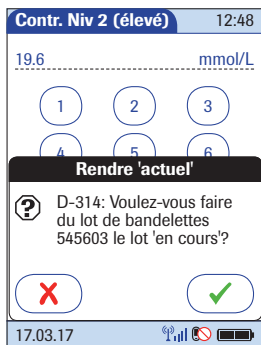 Contr. Niv 2 (élevé) 12:48
19.6 mmol/L
1 2 3
4 5 6
Rendre 'actuel'
D-314: Voulez-vous faire
du lot de bandelettes
545603 le lot 'en cours'?
17.03.17